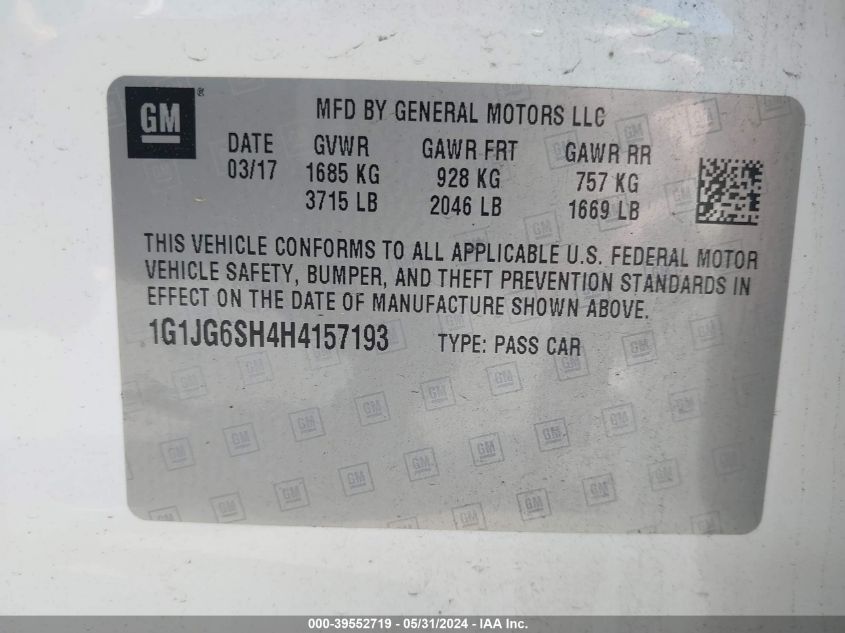 GM ®
MFD BY GENERAL MOTORS LLC
DATE GVWR GAWR FRT GAWR RR
03/17 1685 KG 928 KG 757 KG
3715 LB 2046 LB 1669 LB
THIS VEHICLE CONFORMS TO ALL APPLICABLE U.S. FEDERAL MOTOR
VEHICLE SAFETY, BUMPER, AND THEFT PREVENTION STANDARDS IN
EFFECT ON THE DATE OF MANUFACTURE SHOWN ABOVE.
1G1JG6SH4H4157193 TYPE: PASS CAR
000-39552719 - 05/31/2024 - IAA Inc.